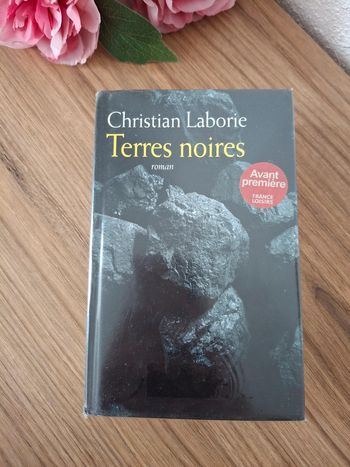 Christian Laborie
Terres noires
roman
Avant
première
FRANCE
LOISIRS